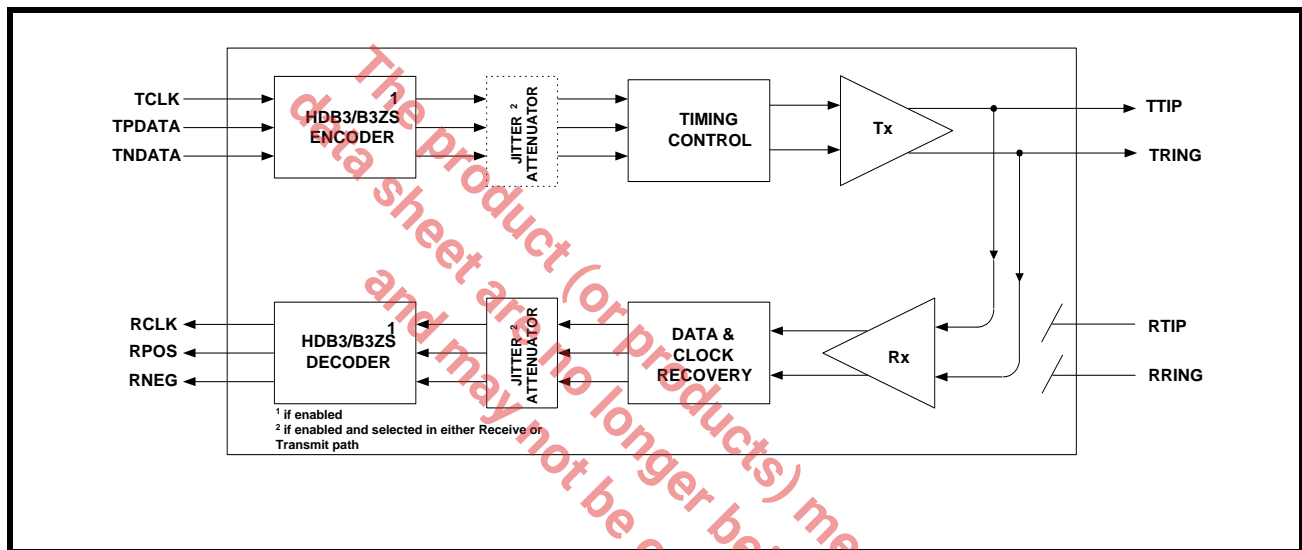 TCLK
TPDATA
TNDATA
1
HDB3/B3ZS
ENCODER
JITTER 2
ATTENUATOR
TIMING
CONTROL
Tx
TTIP
TRING
RCLK
RPOS
RNEG
1
HDB3/B3ZS
DECODER
JITTER 2
ATTENUATOR
DATA &
CLOCK
RECOVERY
Rx
RTIP
RRING
1 if enabled
2 if enabled and selected in either Receive or
Transmit path
The product (or products) me
data sheet are no longer be
and may not be